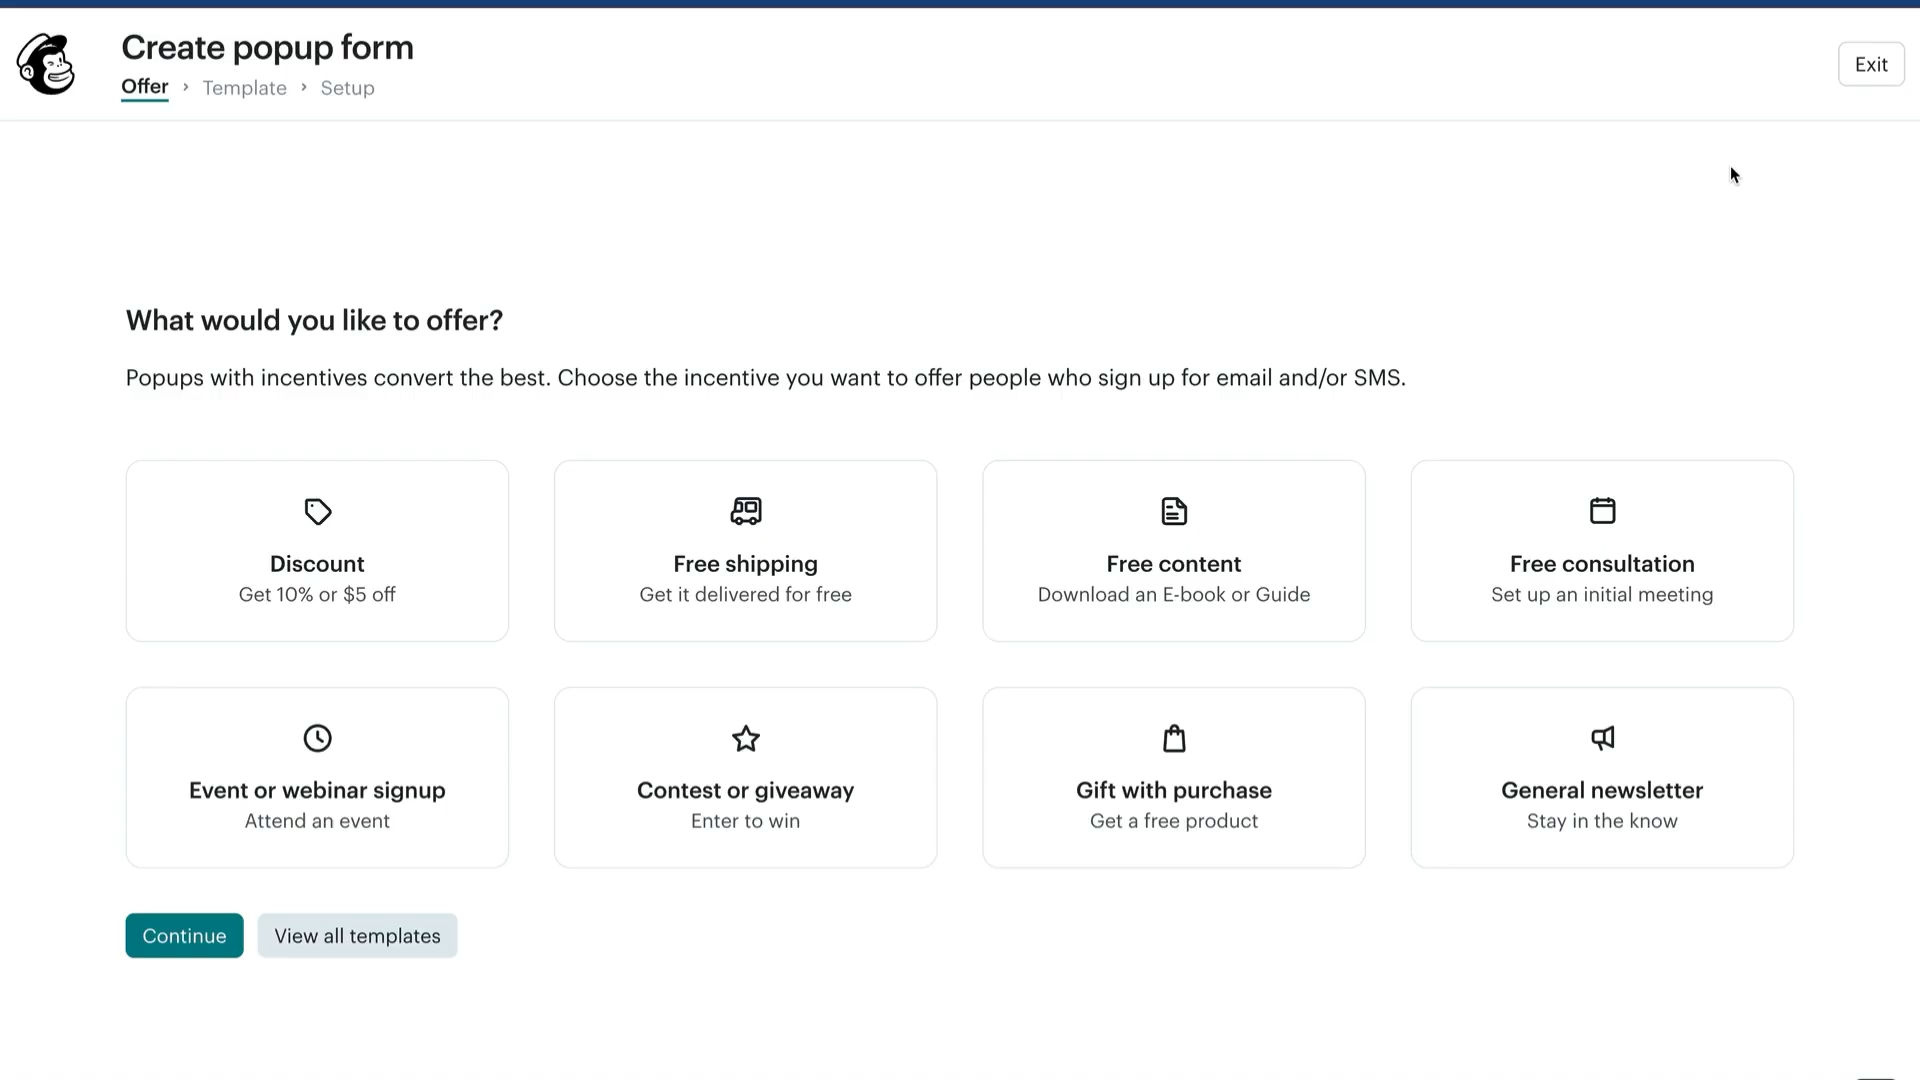 Create popup form
Exit
Offer > Template > Setup
What would you like to offer?
Popups with incentives convert the best. Choose the incentive you want to offer people who sign up for email and/or SMS.
Discount
Get 10% or $5 off
Free shipping
Get it delivered for free
Free content
Download an E-book or Guide
Free consultation
Set up an initial meeting
Event or webinar signup
Attend an event
Contest or giveaway
Enter to win
Gift with purchase
Get a free product
General newsletter
Stay in the know
Continue
View all templates